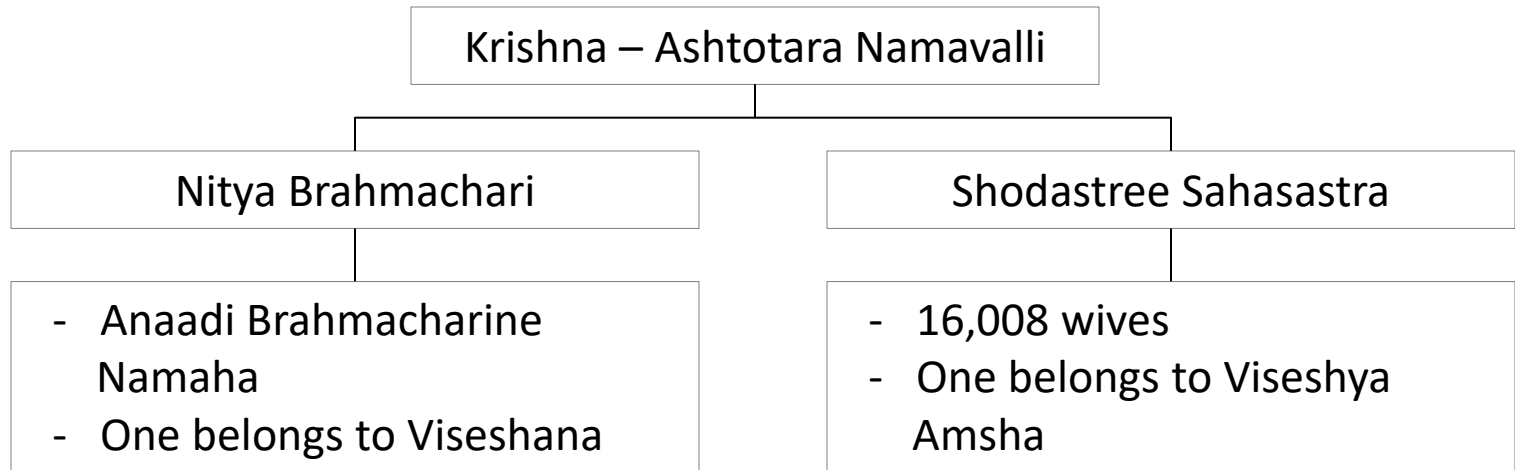 Krishna – Ashtotara Namavalli
Nitya Brahmachari
Shodastree Sahasastra
- Anaadi Brahmacharine
Namaha
- One belongs to Viseshana
- 16,008 wives
- One belongs to Viseshya
Amsha